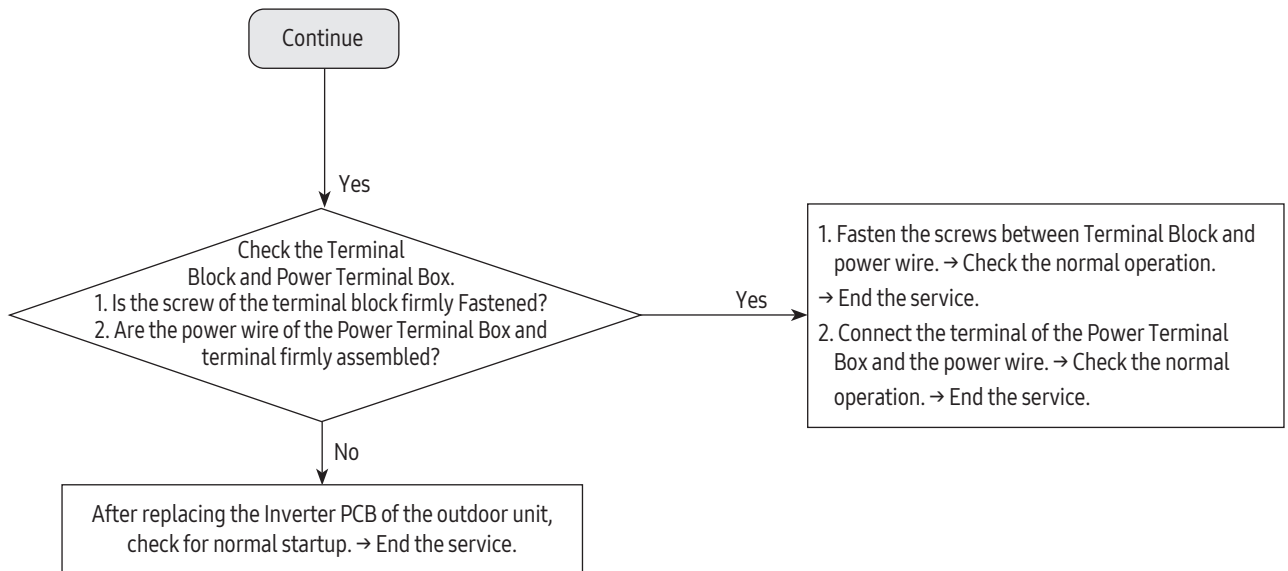 Continue
Yes
Check the Terminal
Block and Power Terminal Box.
1. Is the screw of the terminal block firmly Fastened?
2. Are the power wire of the Power Terminal Box and
terminal firmly assembled?
Yes
1. Fasten the screws between Terminal Block and
power wire. → Check the normal operation.
→ End the service.
2. Connect the terminal of the Power Terminal
Box and the power wire. → Check the normal
operation. → End the service.
No
After replacing the Inverter PCB of the outdoor unit,
check for normal startup. → End the service.